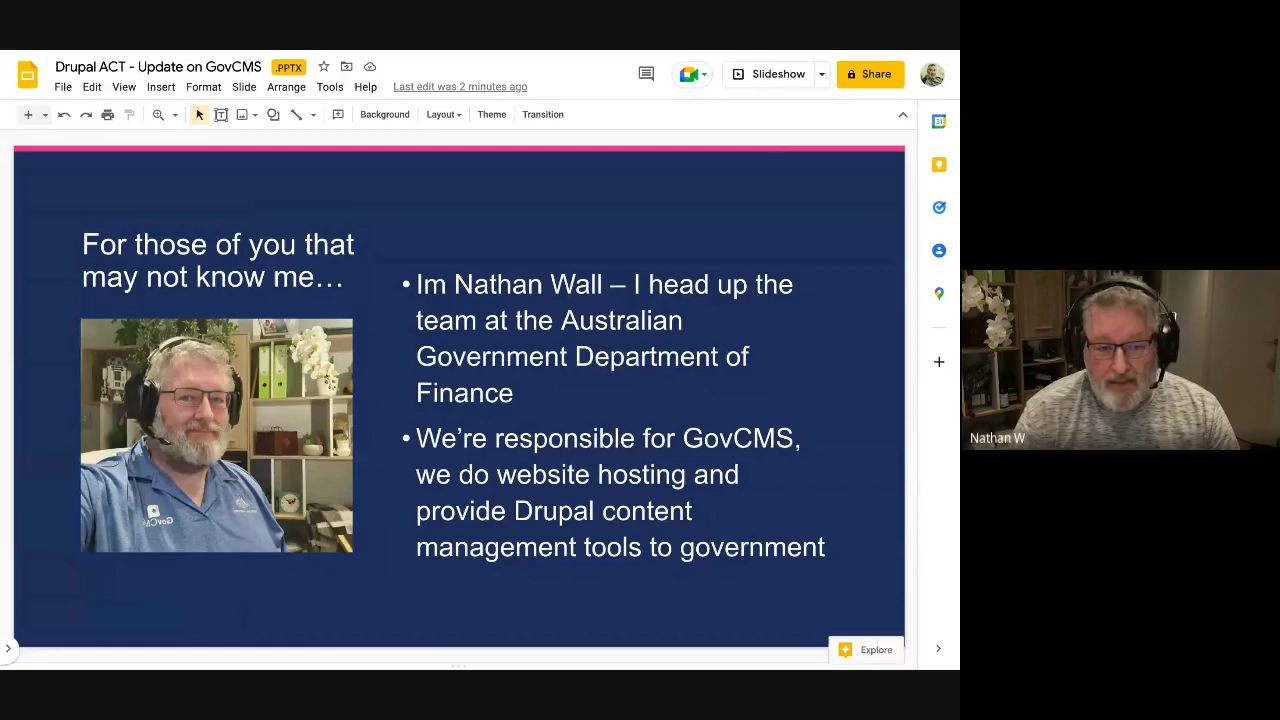 Drupal ACT - Update on GovCMS .PPTX
File Edit View Insert Format Slide Arrange Tools Help Last edit was 2 minutes ago
Slideshow
Share
Background Layout Theme Transition
31
For those of you that
may not know me…
• Im Nathan Wall – I head up the
team at the Australian
Government Department of
Finance
• We’re responsible for GovCMS,
we do website hosting and
provide Drupal content
management tools to government
GovCM
Explore
Nathan W